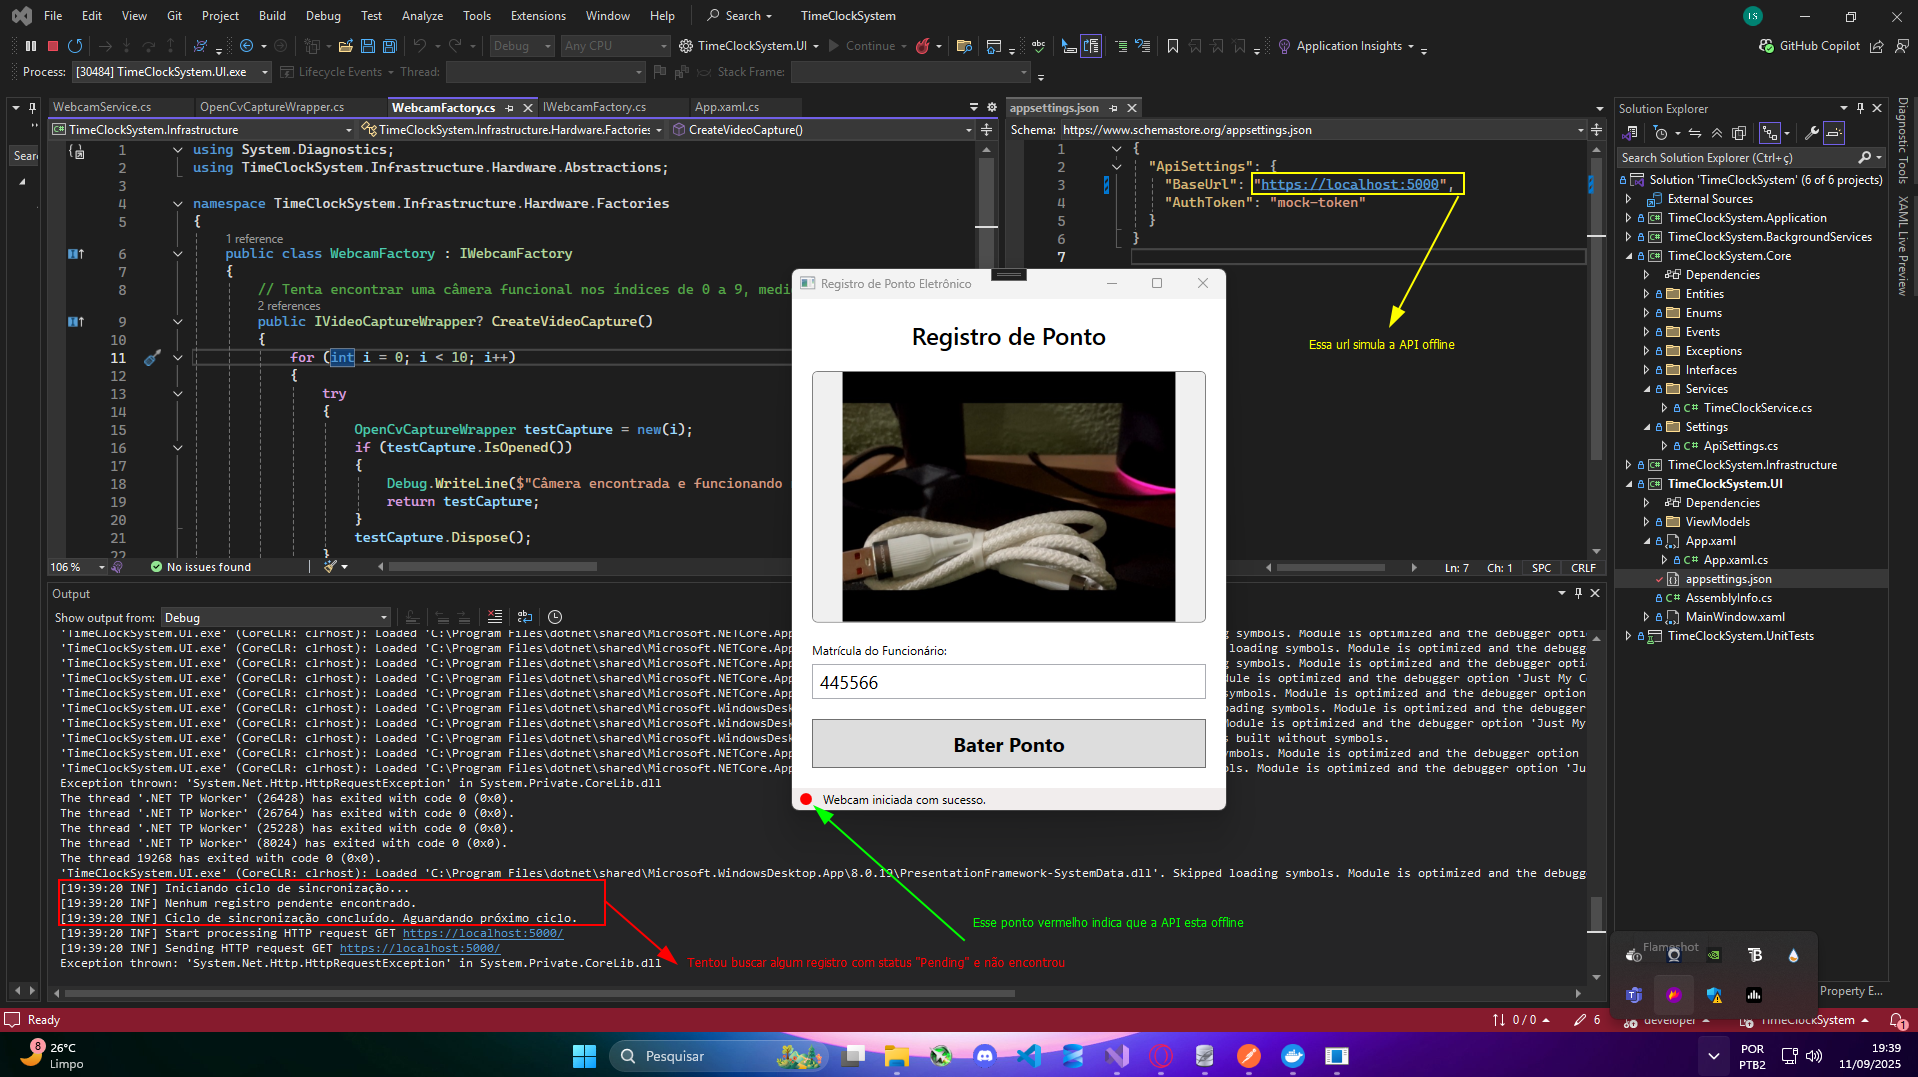 File Edit View Git Project Build Debug Test Analyze Tools Extensions Window Help Search TimeClockSystem IS
Debug Any CPU TimeClockSystem.UI Continue Application Insights GitHub Copilot
Process: [30484] TimeClockSystem.UI.exe Lifecycle Events Thread: Stack Frame:
WebcamService.cs OpenCvCaptureWrapper.cs WebcamFactory.cs IWebcamFactory.cs App.xaml.cs
TimeClockSystem.Infrastructure TimeClockSystem.Infrastructure.Hardware.Factories CreateVideoCapture()
1 using System.Diagnostics;
2 using TimeClockSystem.Infrastructure.Hardware.Abstractions;
3
4 namespace TimeClockSystem.Infrastructure.Hardware.Factories
5 {
1 reference
6 public class WebcamFactory : IWebcamFactory
7 {
8 // Tenta encontrar uma câmera funcional nos índices de 0 a 9, medi
2 references
9 public IVideoCaptureWrapper? CreateVideoCapture()
10 {
11 for (int i = 0; i < 10; i++)
12 {
13 try
14 {
15 OpenCvCaptureWrapper testCapture = new(i);
16 if (testCapture.IsOpened())
17 {
18 Debug.WriteLine($"Câmera encontrada e funcionando
19 return testCapture;
20 }
21 testCapture.Dispose();
22 }
106 % No issues found
appsettings.json
Schema: https://www.schemastore.org/appsettings.json
1 {
2 "ApiSettings": {
3 "BaseUrl": "https://localhost:5000",
4 "AuthToken": "mock-token"
5 }
6 }
7
Essa url simula a API offline
Ln: 7 Ch: 1 SPC CRLF
Registro de Ponto Eletrônico
Registro de Ponto
Matrícula do Funcionário:
445566
Bater Ponto
Webcam iniciada com sucesso.
Esse ponto vermelho indica que a API esta offline
Output
Show output from: Debug
'TimeClockSystem.UI.exe' (CoreCLR: clrhost): Loaded 'C:\Program Files\dotnet\shared\Microsoft.NETCore.App g symbols. Module is optimized and the debugger opti
'TimeClockSystem.UI.exe' (CoreCLR: clrhost): Loaded 'C:\Program Files\dotnet\shared\Microsoft.NETCore.App loading symbols. Module is optimized and the debugge
'TimeClockSystem.UI.exe' (CoreCLR: clrhost): Loaded 'C:\Program Files\dotnet\shared\Microsoft.NETCore.App g symbols. Module is optimized and the debugger opti
'TimeClockSystem.UI.exe' (CoreCLR: clrhost): Loaded 'C:\Program Files\dotnet\shared\Microsoft.NETCore.App dule is optimized and the debugger option 'Just My C
'TimeClockSystem.UI.exe' (CoreCLR: clrhost): Loaded 'C:\Program Files\dotnet\shared\Microsoft.NETCore.App symbols. Module is optimized and the debugger optio
'TimeClockSystem.UI.exe' (CoreCLR: clrhost): Loaded 'C:\Program Files\dotnet\shared\Microsoft.WindowsDesk oading symbols. Module is optimized and the debugger
'TimeClockSystem.UI.exe' (CoreCLR: clrhost): Loaded 'C:\Program Files\dotnet\shared\Microsoft.WindowsDesk odule is optimized and the debugger option 'Just My
'TimeClockSystem.UI.exe' (CoreCLR: clrhost): Loaded 'C:\Program Files\dotnet\shared\Microsoft.WindowsDesk s built without symbols.
'TimeClockSystem.UI.exe' (CoreCLR: clrhost): Loaded 'C:\Program Files\dotnet\shared\Microsoft.NETCore.App ymbols. Module is optimized and the debugger option
'TimeClockSystem.UI.exe' (CoreCLR: clrhost): Loaded 'C:\Program Files\dotnet\shared\Microsoft.NETCore.App ls. Module is optimized and the debugger option 'Ju
Exception thrown: 'System.Net.Http.HttpRequestException' in System.Private.CoreLib.dll
The thread '.NET TP Worker' (26428) has exited with code 0 (0x0).
The thread '.NET TP Worker' (26764) has exited with code 0 (0x0).
The thread '.NET TP Worker' (25228) has exited with code 0 (0x0).
The thread '.NET TP Worker' (8024) has exited with code 0 (0x0).
The thread 19268 has exited with code 0 (0x0).
'TimeClockSystem.UI.exe' (CoreCLR: clrhost): Loaded 'C:\Program Files\dotnet\shared\Microsoft.WindowsDesktop.App\8.0.19\PresentationFramework-SystemData.dll'. Skipped loading symbols. Module is optimized and the debugg
[19:39:20 INF] Iniciando ciclo de sincronização...
[19:39:20 INF] Nenhum registro pendente encontrado.
[19:39:20 INF] Ciclo de sincronização concluído. Aguardando próximo ciclo.
[19:39:20 INF] Start processing HTTP request GET https://localhost:5000/
[19:39:20 INF] Sending HTTP request GET https://localhost:5000/
Exception thrown: 'System.Net.Http.HttpRequestException' in System.Private.CoreLib.dll
Tentou buscar algum registro com status "Pending" e não encontrou
Solution Explorer
Search Solution Explorer (Ctrl+ç)
Solution 'TimeClockSystem' (6 of 6 projects)
External Sources
TimeClockSystem.Application
TimeClockSystem.BackgroundServices
TimeClockSystem.Core
Dependencies
Entities
Enums
Events
Exceptions
Interfaces
Services
TimeClockService.cs
Settings
ApiSettings.cs
TimeClockSystem.Infrastructure
TimeClockSystem.UI
Dependencies
ViewModels
App.xaml
App.xaml.cs
appsettings.json
AssemblyInfo.cs
MainWindow.xaml
TimeClockSystem.UnitTests
Diagnostic Tools
XAML Live Preview
Sear
Flameshot
Property E...
Ready 0 / 0 6 developer TimeClockSystem 1
8 26°C
Limpo
Pesquisar
POR
PTB2
19:39
11/09/2025